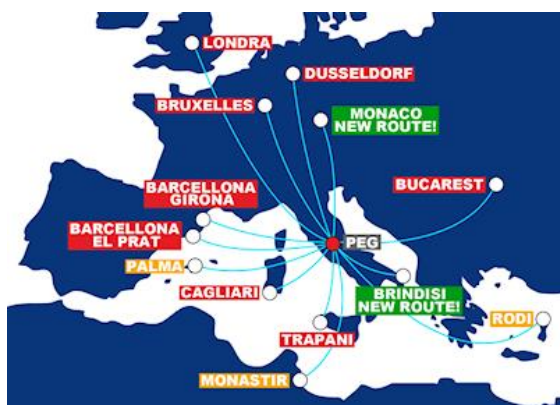 LONDRA
DUSSELDORF
BRUXELLES
MONACO
NEW ROUTE!
BUCAREST
BARCELLONA
GIRONA
BARCELLONA
EL PRAT
PEG
PALMA
CAGLIARI
BRINDISI
NEW ROUTE!
RODI
TRAPANI
MONASTIR